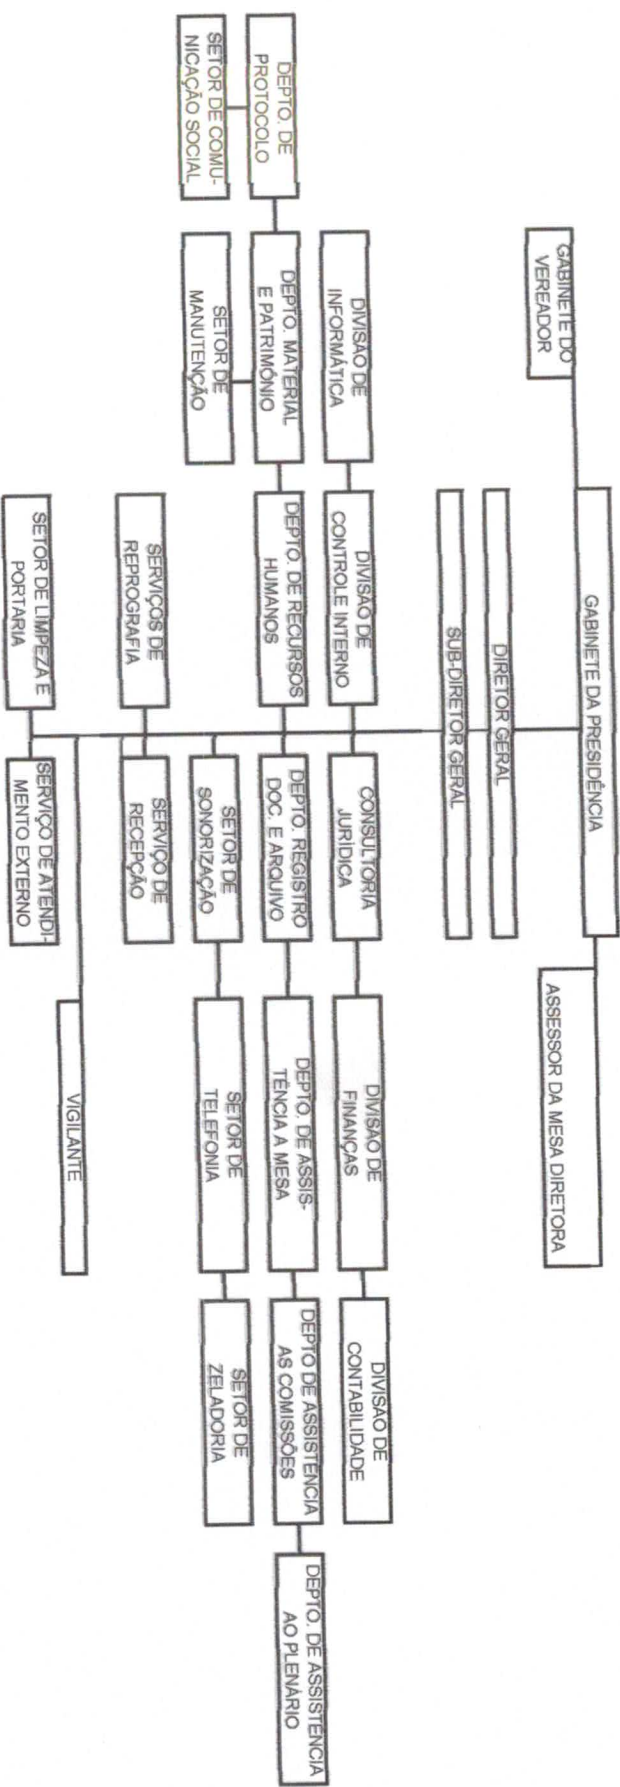 GABINETE DO
VEREADOR
GABINETE DA PRESIDÊNCIA
ASSESSOR DA MESA DIRETORA
DIRETOR GERAL
SUB-DIRETOR GERAL
DIVISÃO DE
INFORMÁTICA
DIVISÃO DE
CONTROLE INTERNO
CONSULTORIA
JURÍDICA
DIVISÃO DE
FINANÇAS
DIVISÃO DE
CONTABILIDADE
DEPTO. DE
PROTOCOLO
DEPTO. MATERIAL
E PATRIMÔNIO
DEPTO. DE RECURSOS
HUMANOS
DEPTO. REGISTRO
DOC. E ARQUIVO
DEPTO. DE ASSIS-
TÊNCIA A MESA
DEPTO DE ASSISTÊNCIA
AS COMISSÕES
DEPTO. DE ASSISTÊNCIA
AO PLENÁRIO
SETOR DE COMU-
NICAÇÃO SOCIAL
SETOR DE
MANUTENÇÃO
SETOR DE
SONORIZAÇÃO
SETOR DE
TELEFONIA
SETOR DE
ZELADORIA
SERVIÇOS DE
REPROGRAFIA
SERVIÇO DE
RECEPÇÃO
VIGILANTE
SETOR DE LIMPEZA E
PORTARIA
SERVIÇO DE ATENDI-
MENTO EXTERNO